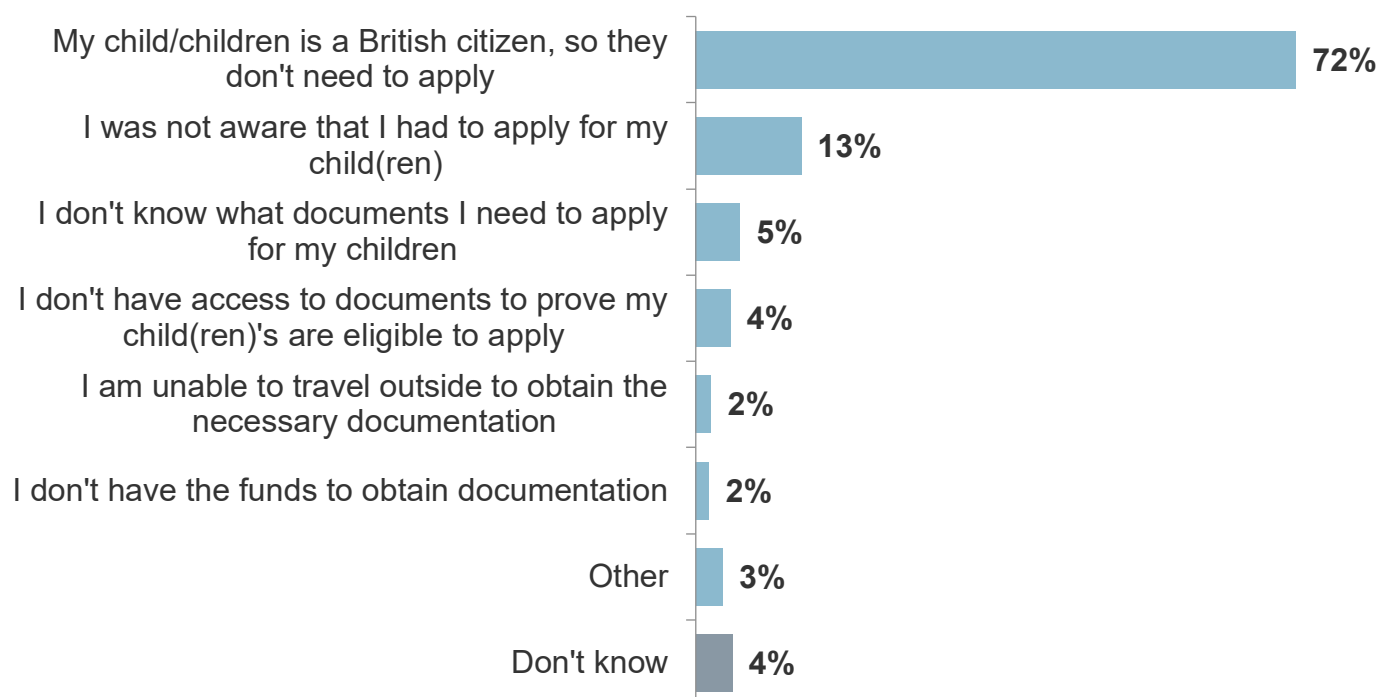 My child/children is a British citizen, so they
don't need to apply
72%
I was not aware that I had to apply for my
child(ren)
13%
I don't know what documents I need to apply
for my children
5%
I don't have access to documents to prove my
child(ren)'s are eligible to apply
4%
I am unable to travel outside to obtain the
necessary documentation
2%
I don't have the funds to obtain documentation
2%
Other
3%
Don't know
4%